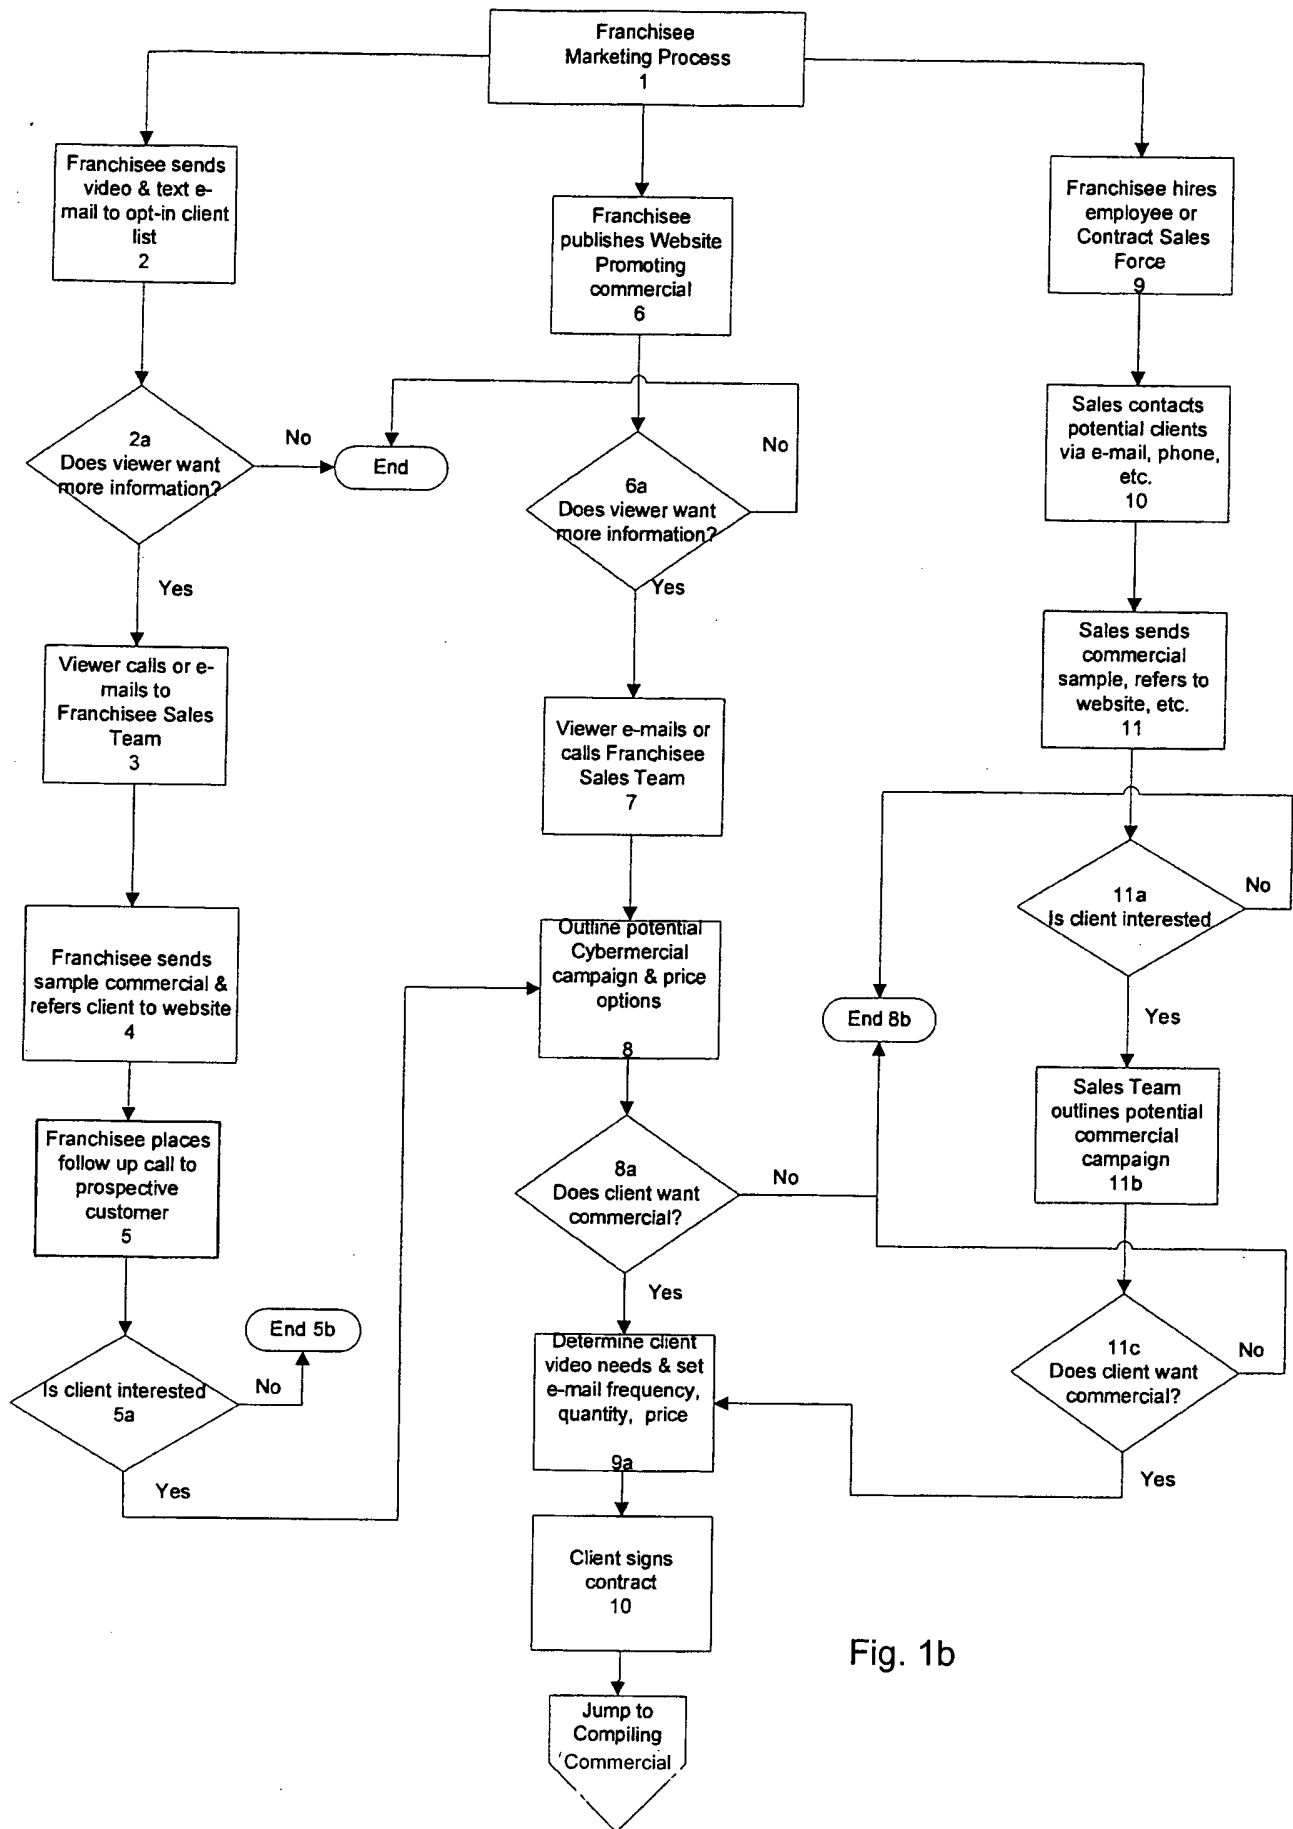 Franchisee
Marketing Process
1
Franchisee sends
video & text e-
mail to opt-in client
list
2
2a
Does viewer want
more information?
No
End
Yes
Viewer calls or e-
mails to
Franchisee Sales
Team
3
Franchisee sends
sample commercial &
refers client to website
4
Franchisee places
follow up call to
prospective
customer
5
Is client interested
5a
No
End 5b
Yes
Franchisee
publishes Website
Promoting
commercial
6
6a
Does viewer want
more information?
No
Yes
Viewer e-mails or
calls Franchisee
Sales Team
7
Outline potential
Cybermercial
campaign & price
options
8
8a
Does client want
commercial?
No
End 8b
Yes
Determine client
video needs & set
e-mail frequency,
quantity, price
9a
Client signs
contract
10
Jump to
Compiling
Commercial
Franchisee hires
employee or
Contract Sales
Force
9
Sales contacts
potential clients
via e-mail, phone,
etc.
10
Sales sends
commercial
sample, refers to
website, etc.
11
11a
Is client interested
No
Yes
Sales Team
outlines potential
commercial
campaign
11b
11c
Does client want
commercial?
No
Yes
Fig. 1b